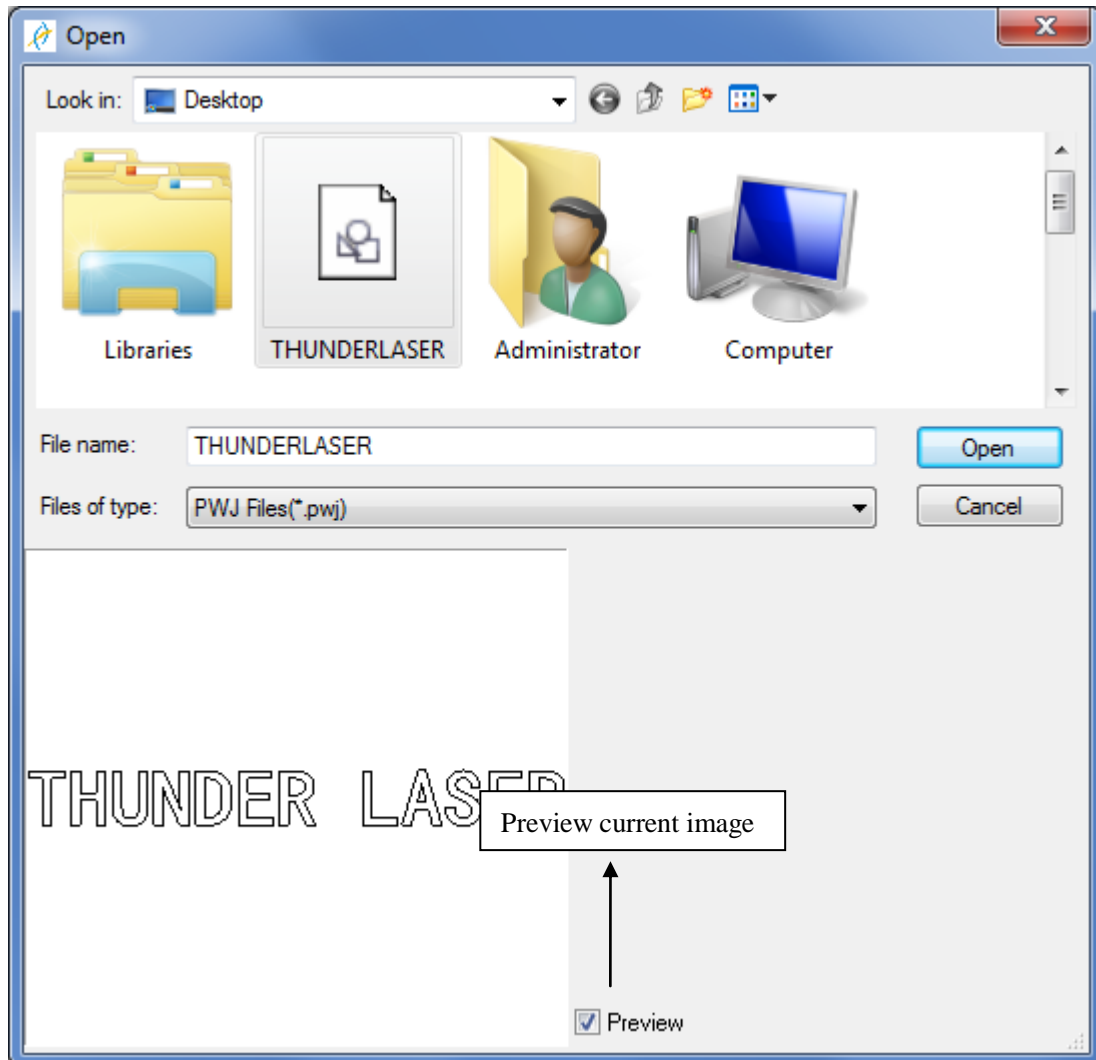 Open
Look in: Desktop
Libraries THUNDERLASER Administrator Computer
File name: THUNDERLASER Open
Files of type: PWJ Files(*.pwj) Cancel
THUNDER LASER
Preview current image
Preview